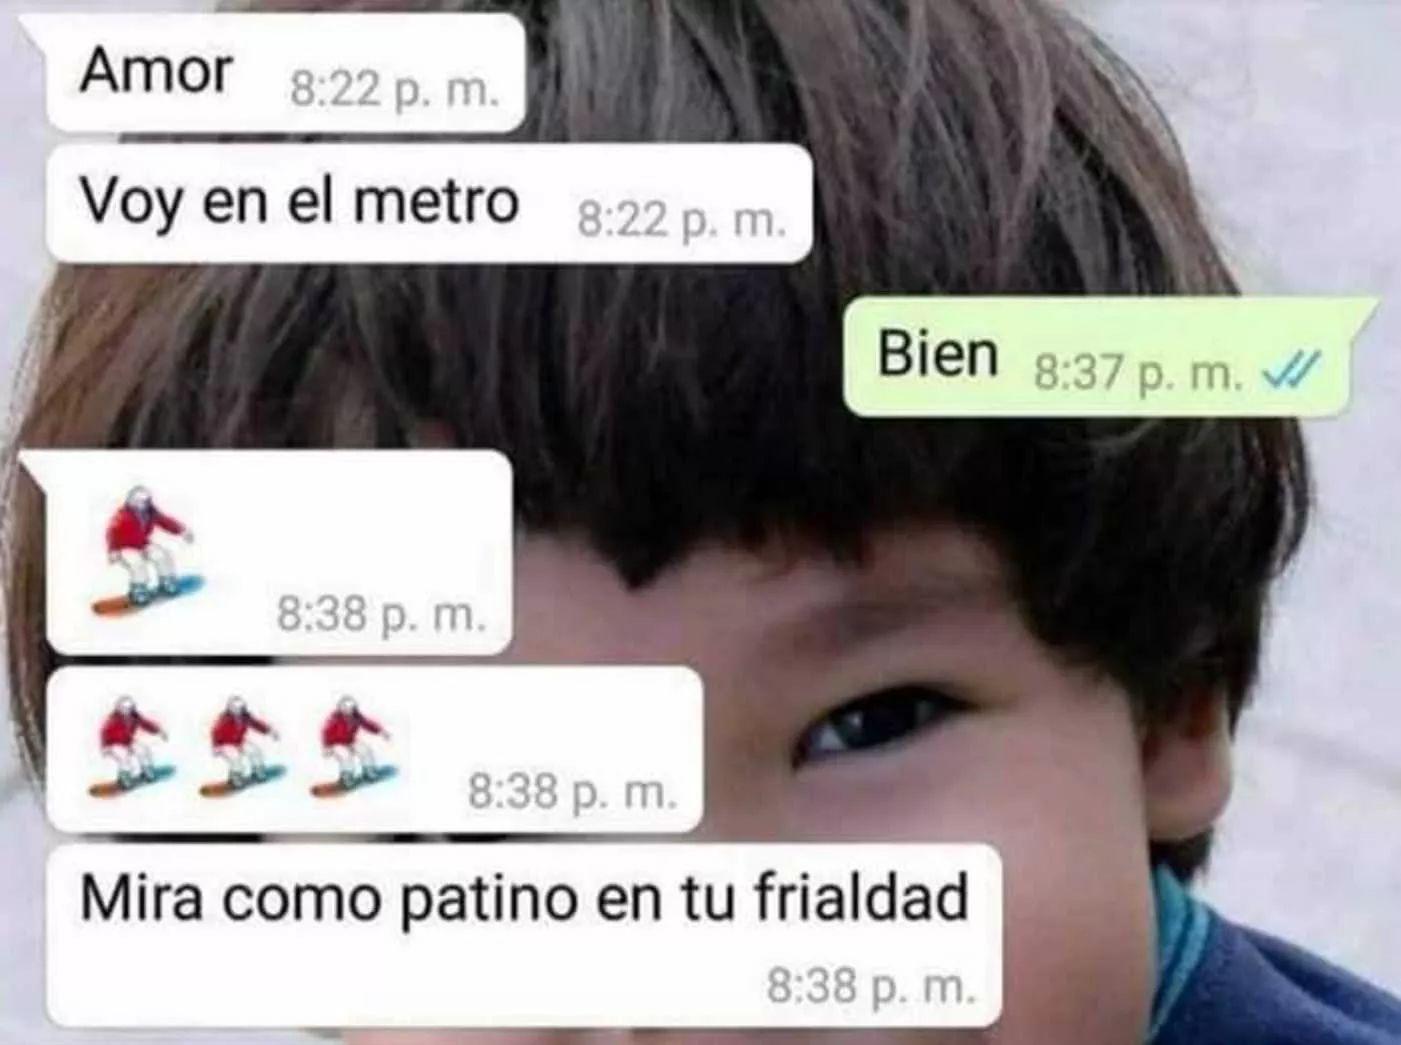 Amor 8:22 p. m.
Voy en el metro 8:22 p. m.
Bien 8:37 p. m.
8:38 p. m.
8:38 p. m.
Mira como patino en tu frialdad
8:38 p. m.